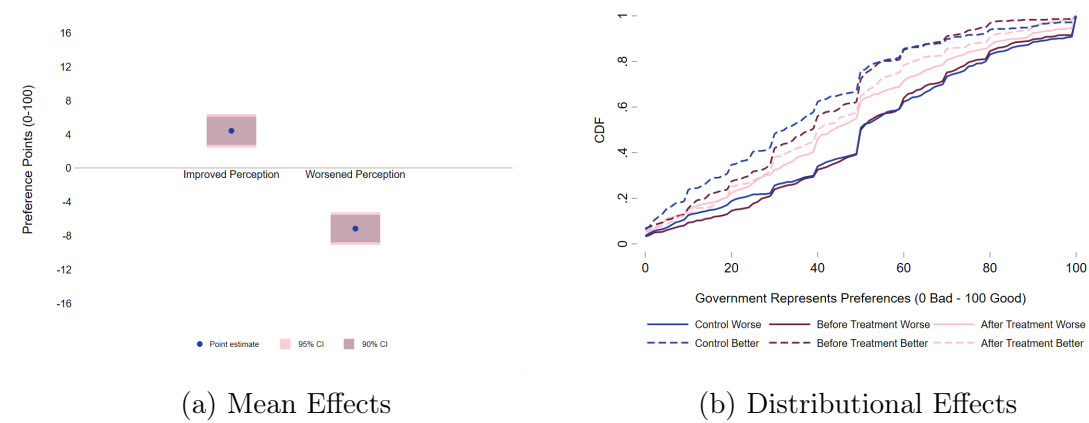 Preference Points (0-100)
16
12
8
4
0
-4
-8
-12
-16
Improved Perception
Worsened Perception
Point estimate
95% CI
90% CI
(a) Mean Effects
CDF
1
.8
.6
.4
.2
0
0
20
40
60
80
100
Government Represents Preferences (0 Bad - 100 Good)
Control Worse
Before Treatment Worse
After Treatment Worse
Control Better
Before Treatment Better
After Treatment Better
(b) Distributional Effects